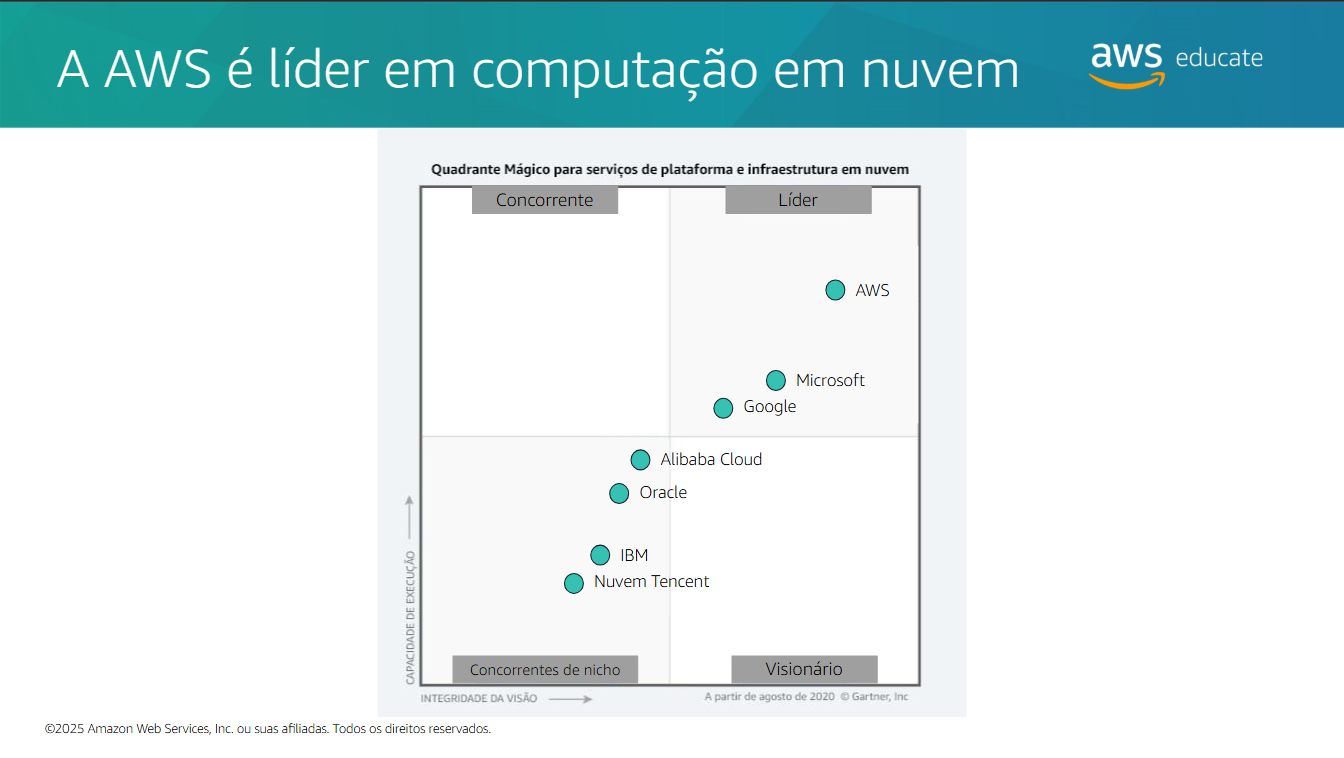 A AWS é líder em computação em nuvem
aws educate
Quadrante Mágico para serviços de plataforma e infraestrutura em nuvem
Concorrente
Líder
AWS
Microsoft
Google
Alibaba Cloud
Oracle
IBM
Nuvem Tencent
CAPACIDADE DE EXECUÇÃO
Concorrentes de nicho
Visionário
INTEGRIDADE DA VISÃO
A partir de agosto de 2020 © Gartner, Inc
©2025 Amazon Web Services, Inc. ou suas afiliadas. Todos os direitos reservados.